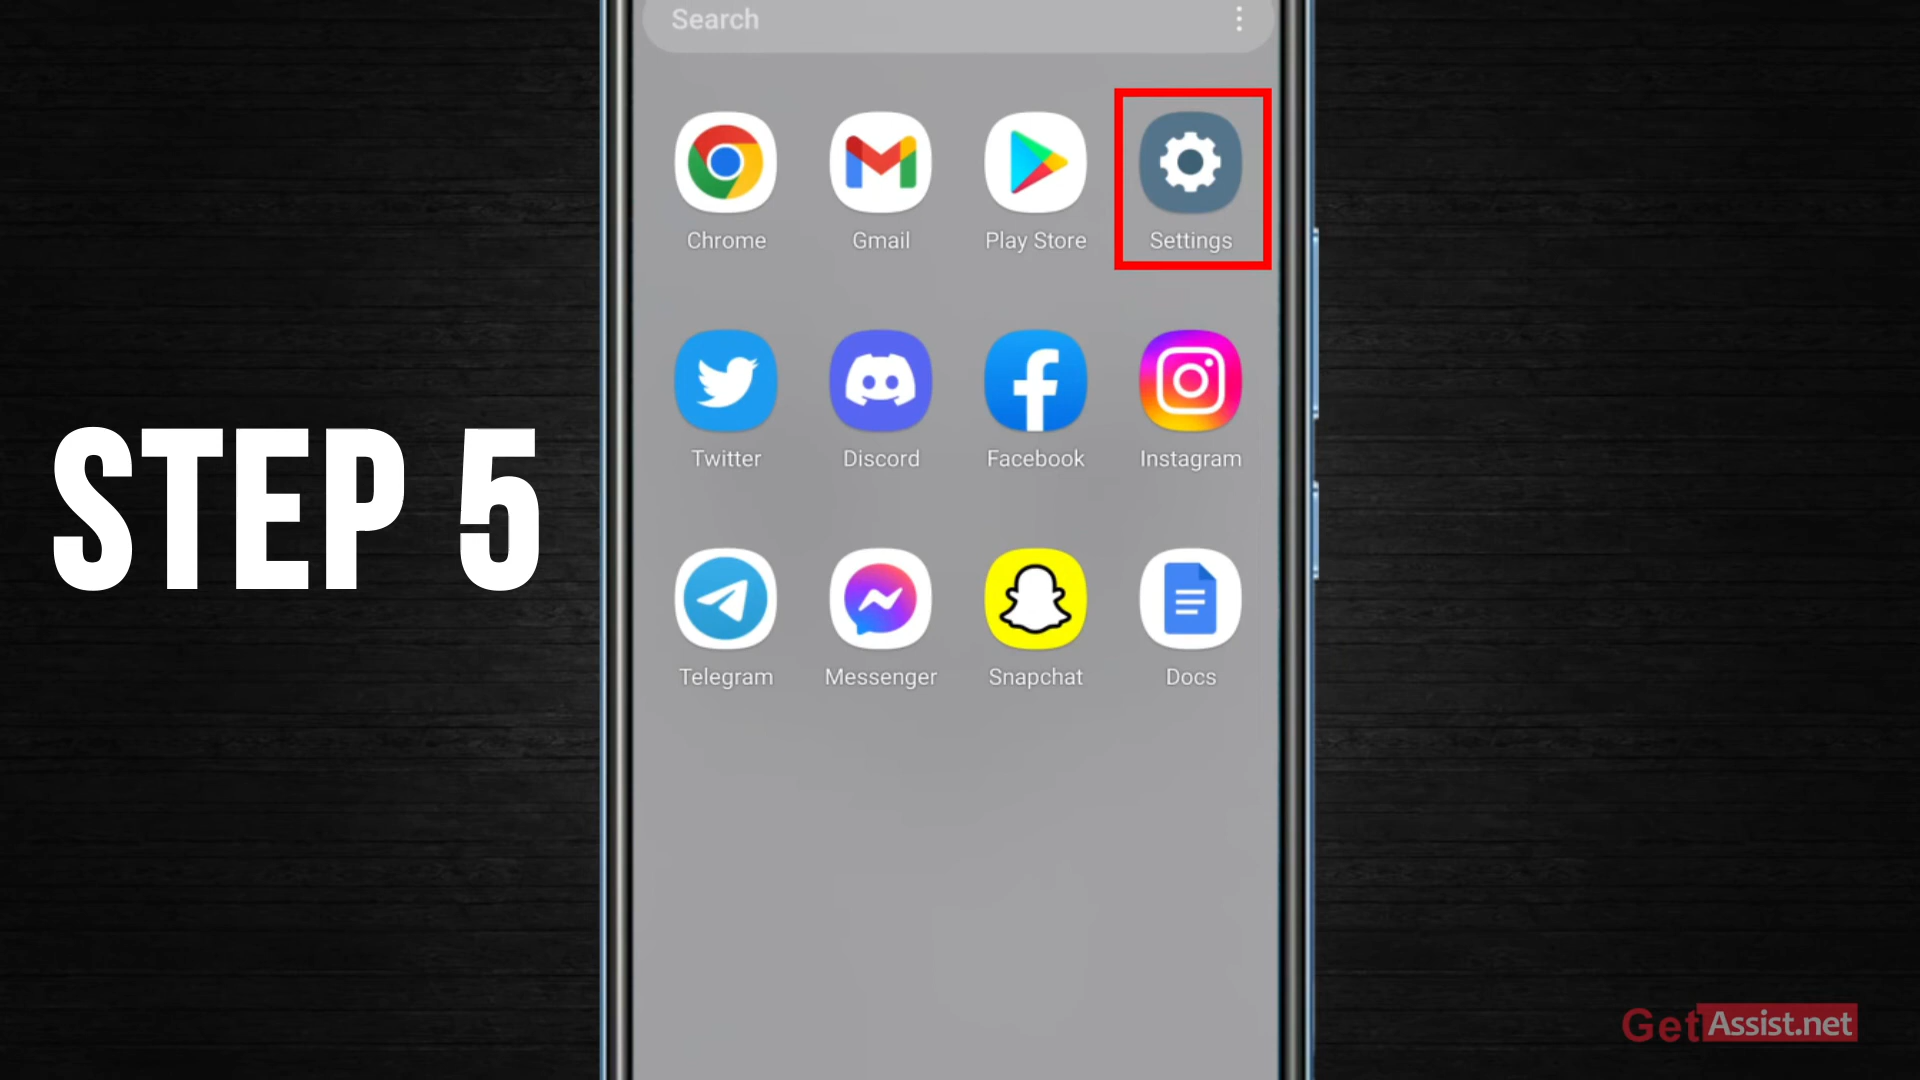 Search
Chrome
Gmail
Play Store
Settings
Twitter
Discord
Facebook
Instagram
STEP 5
Telegram
Messenger
Snapchat
Docs
GetAssist.net